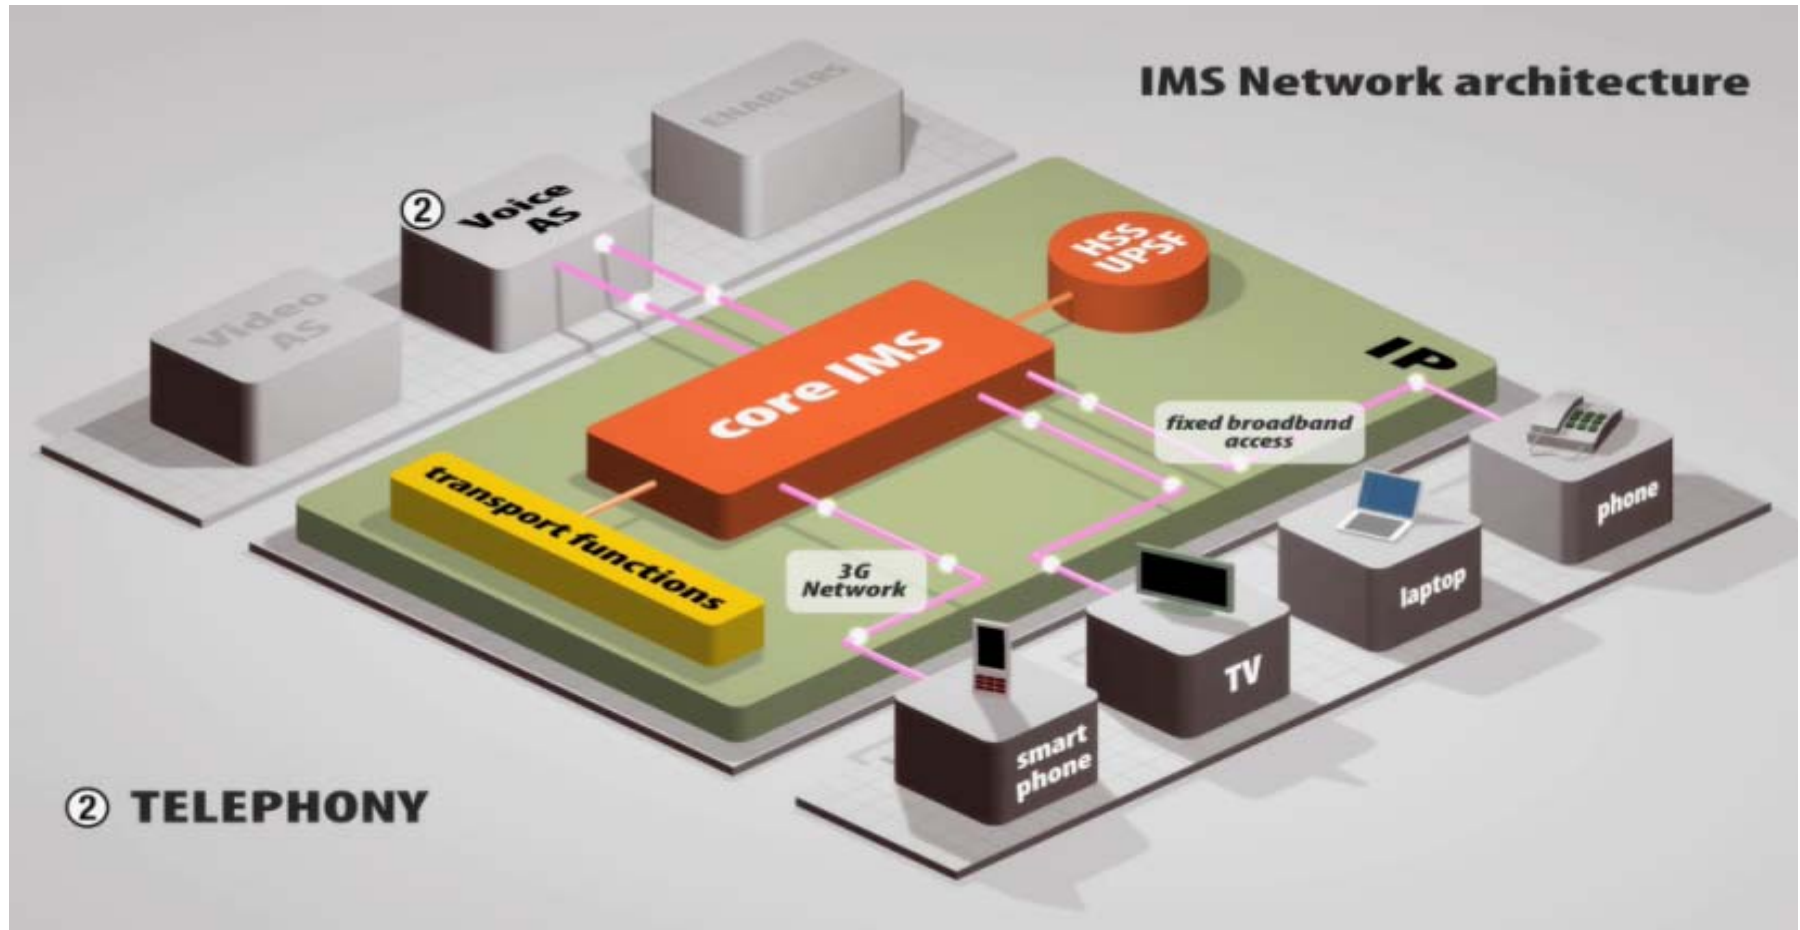 IMS Network architecture
ENABLERS
② Voice
AS
HSS
UPSF
Video
AS
core IMS
IP
fixed broadband
access
transport functions
phone
3G
Network
laptop
TV
smart
phone
② TELEPHONY